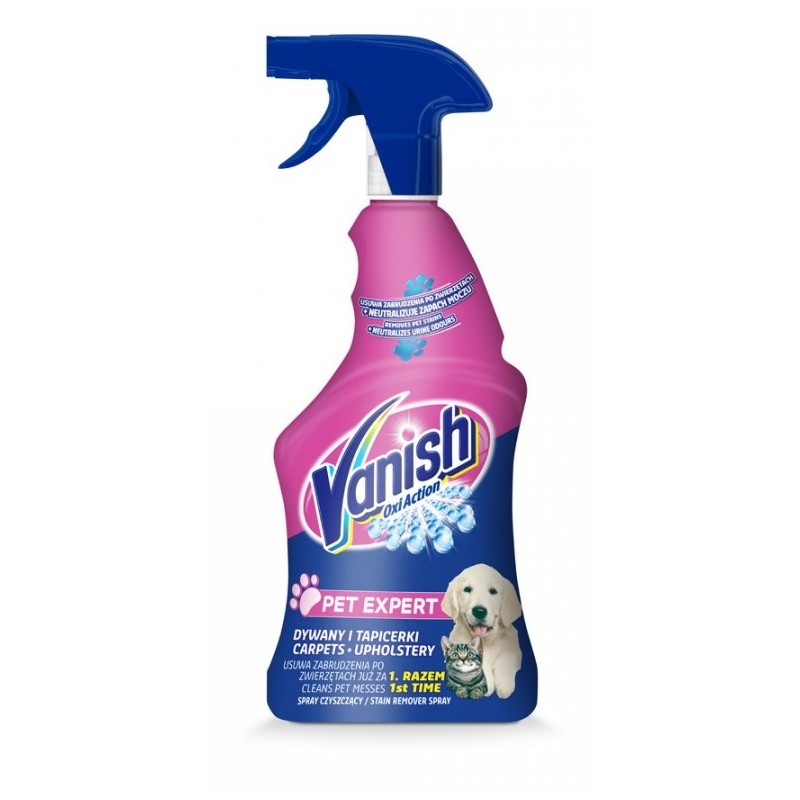 USUWA ZABRUDZENIA PO ZWIERZĘTACH
+ NEUTRALIZUJE ZAPACH MOCZU
REMOVES PET STAINS
+ NEUTRALIZES URINE ODOURS
Vanish
Oxi Action
PET EXPERT
DYWANY I TAPICERKI
CARPETS + UPHOLSTERY
USUWA ZABRUDZENIA PO
ZWIERZĘTACH JUŻ ZA 1. RAZEM
CLEANS PET MESSES 1st TIME
SPRAY CZYSZCZĄCY / STAIN REMOVER SPRAY